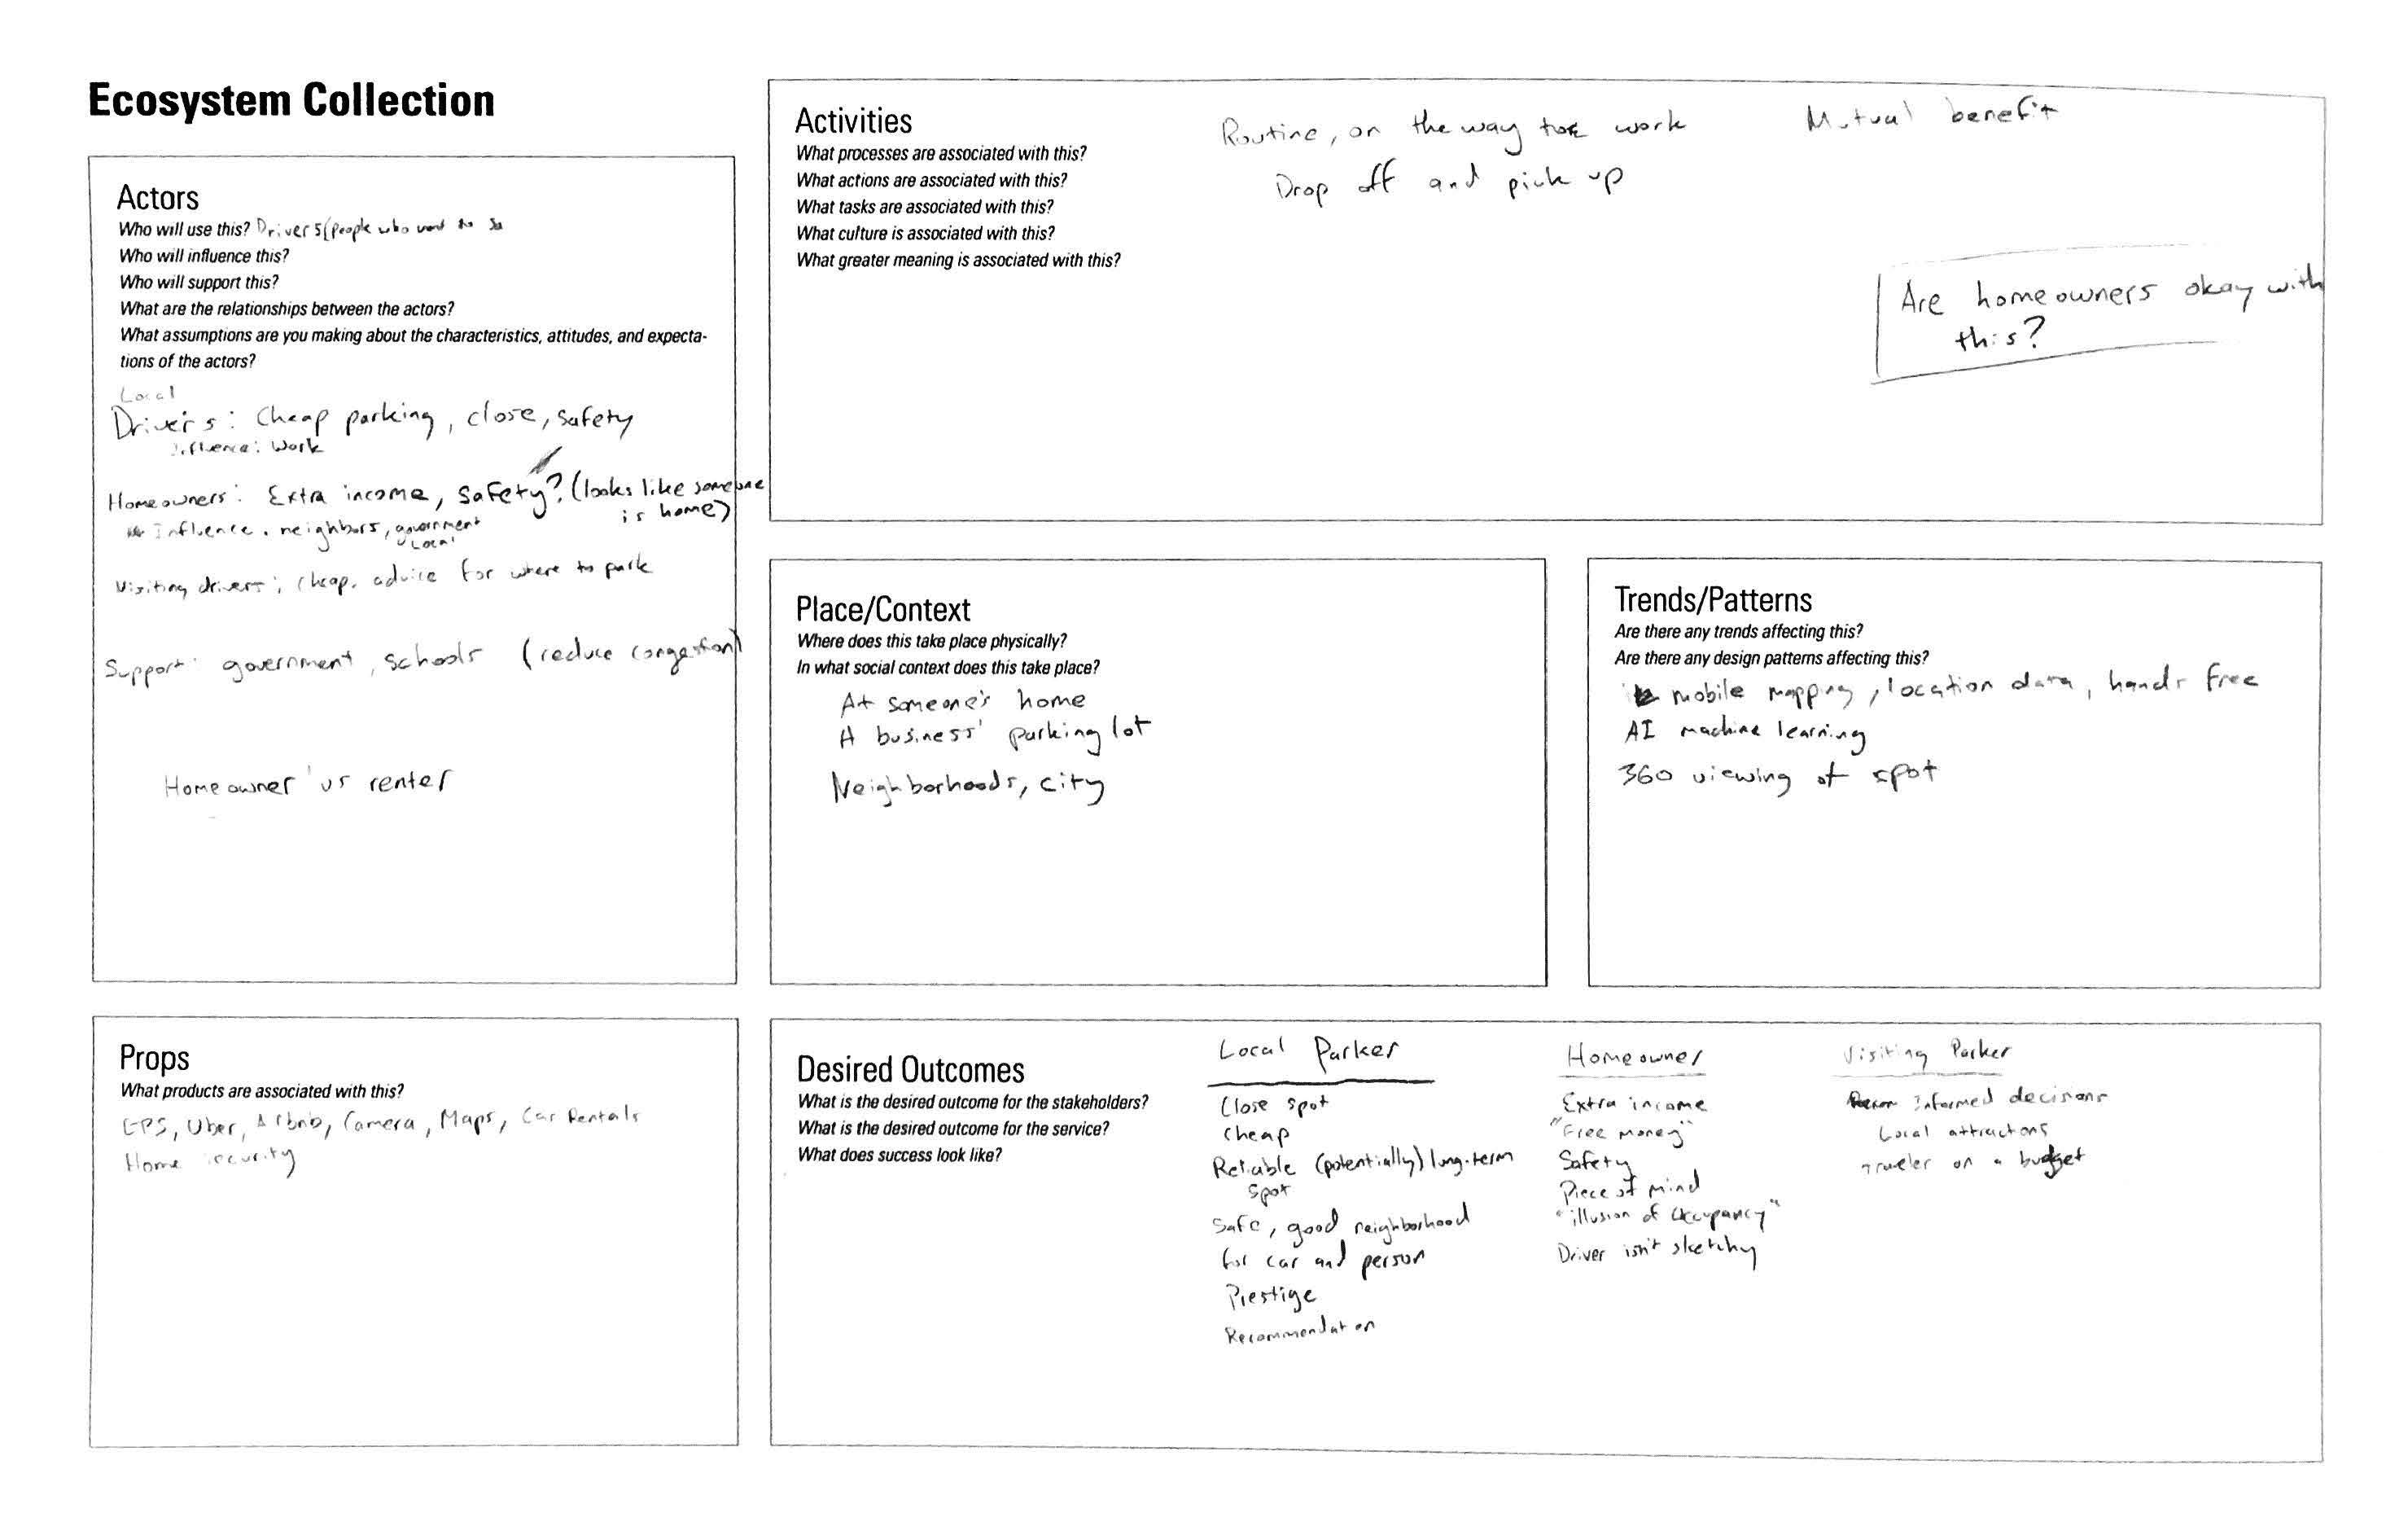 Ecosystem Collection
Actors
Who will use this? Drivers (people who want to
Who will influence this?
Who will support this?
What are the relationships between the actors?
What assumptions are you making about the characteristics, attitudes, and expecta-
tions of the actors?
Local
Drivers: Cheap parking, close, safety
influence: work
Homeowners: Extra income, safety? (looks like someone
is home)
Influence. neighbors, government
Local
Visiting drivers; cheap, advice for where to park
Support: government, schools (reduce congestion)
Homeowner vs renter
Activities
What processes are associated with this?
What actions are associated with this?
What tasks are associated with this?
What culture is associated with this?
What greater meaning is associated with this?
Routine, on the way to work
Drop off and pick up
Mutual benefit
Are homeowners okay with
this?
Place/Context
Where does this take place physically?
In what social context does this take place?
At someone's home
A business' parking lot
Neighborhoods, city
Trends/Patterns
Are there any trends affecting this?
Are there any design patterns affecting this?
mobile mapping, location data, hands free
AI machine learning
360 viewing of spot
Props
What products are associated with this?
GPS, Uber, Airbnb, Camera, Maps, Car Rentals
Home security
Desired Outcomes
What is the desired outcome for the stakeholders?
What is the desired outcome for the service?
What does success look like?
Local Parker
Close spot
Cheap
Reliable (potentially) long-term
spot
Safe, good neighborhood
for car and person
Prestige
Recommendation
Homeowner
Extra income
"Free money"
Safety
Piece of mind
"illusion of occupancy"
Driver isn't sketchy
Visiting Parker
Informed decisions
Local attractions
Traveler on a budget